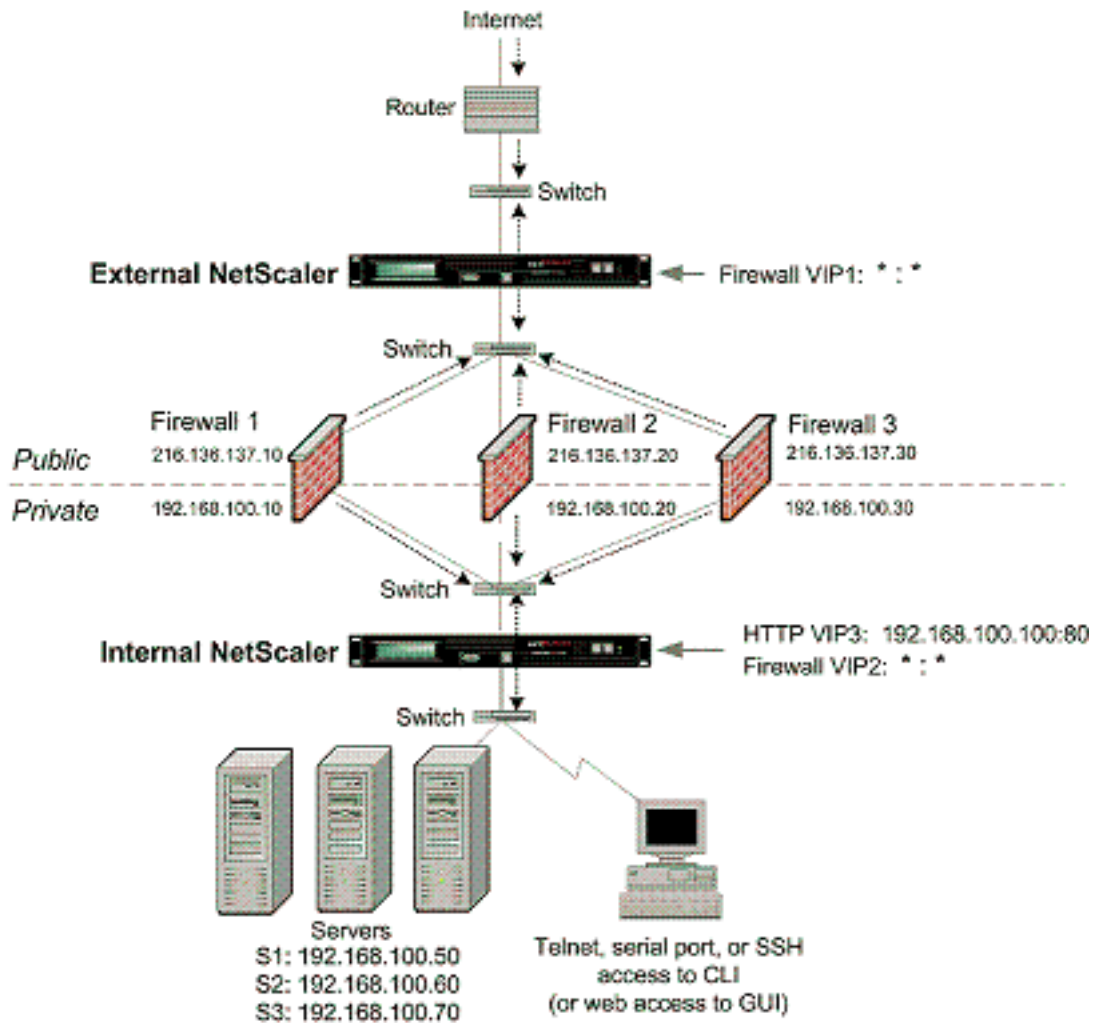 Internet
Router
Switch
External NetScaler
Firewall VIP1: * : *
Switch
Firewall 1
Firewall 2
Firewall 3
Public
216.136.137.10
216.136.137.20
216.136.137.30
Private
192.168.100.10
192.168.100.20
192.168.100.30
Switch
Internal NetScaler
HTTP VIP3: 192.168.100.100:80
Firewall VIP2: * : *
Switch
Servers
S1: 192.168.100.50
S2: 192.168.100.60
S3: 192.168.100.70
Telnet, serial port, or SSH
access to CLI
(or web access to GUI)